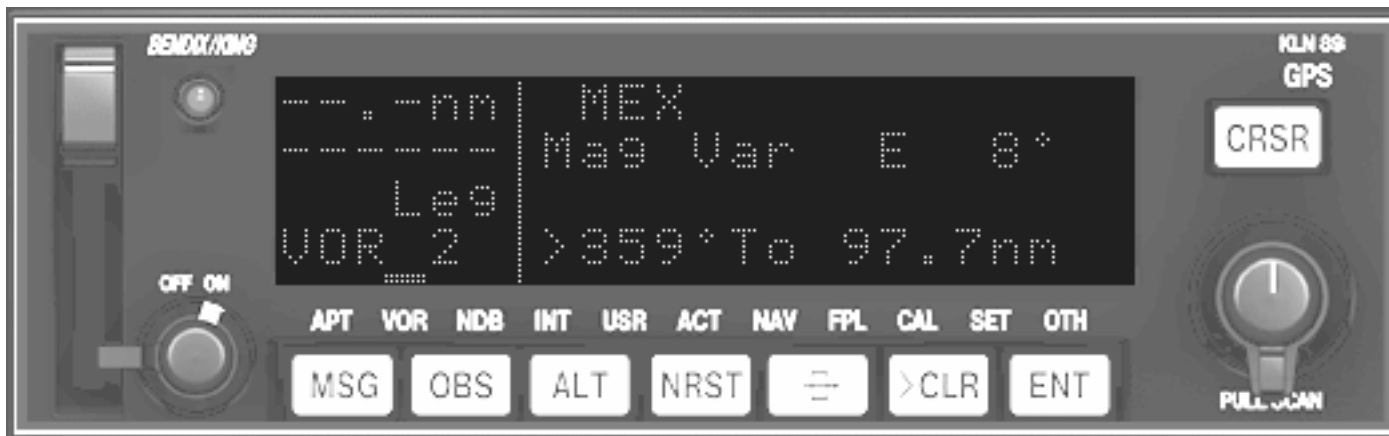 BENDIX/KING
KLN 89
GPS
--.-nm MEX
------ Mag Var E 8°
Leg
VOR 2 >359°To 97.7nm
CRSR
OFF ON
APT VOR NDB INT USR ACT NAV FPL CAL SET OTH
MSG OBS ALT NRST >CLR ENT
PULL SCAN